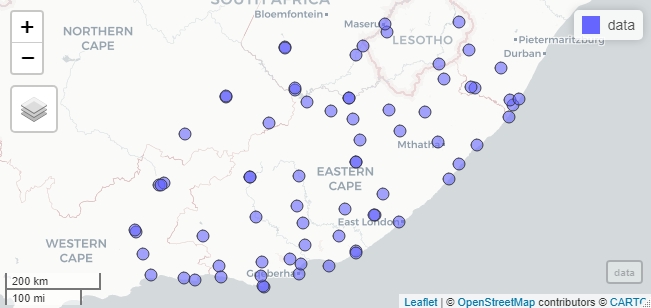 +
−
SOUTH AFRICA
Bloemfontein
Maseru
NORTHERN
CAPE
LESOTHO
Pietermaritzburg
Durban
data
Mthatha
EASTERN
CAPE
East London
WESTERN
CAPE
Gqeberha
200 km
100 mi
data
Leaflet | © OpenStreetMap contributors © CARTO